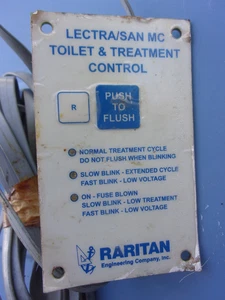 LECTRA/SAN MC
TOILET & TREATMENT
CONTROL
R
PUSH
TO
FLUSH
NORMAL TREATMENT CYCLE
DO NOT FLUSH WHEN BLINKING
SLOW BLINK - EXTENDED CYCLE
FAST BLINK - LOW VOLTAGE
ON - FUSE BLOWN
SLOW BLINK - LOW TREATMENT
FAST BLINK - LOW VOLTAGE
RARITAN
Engineering Company, Inc.